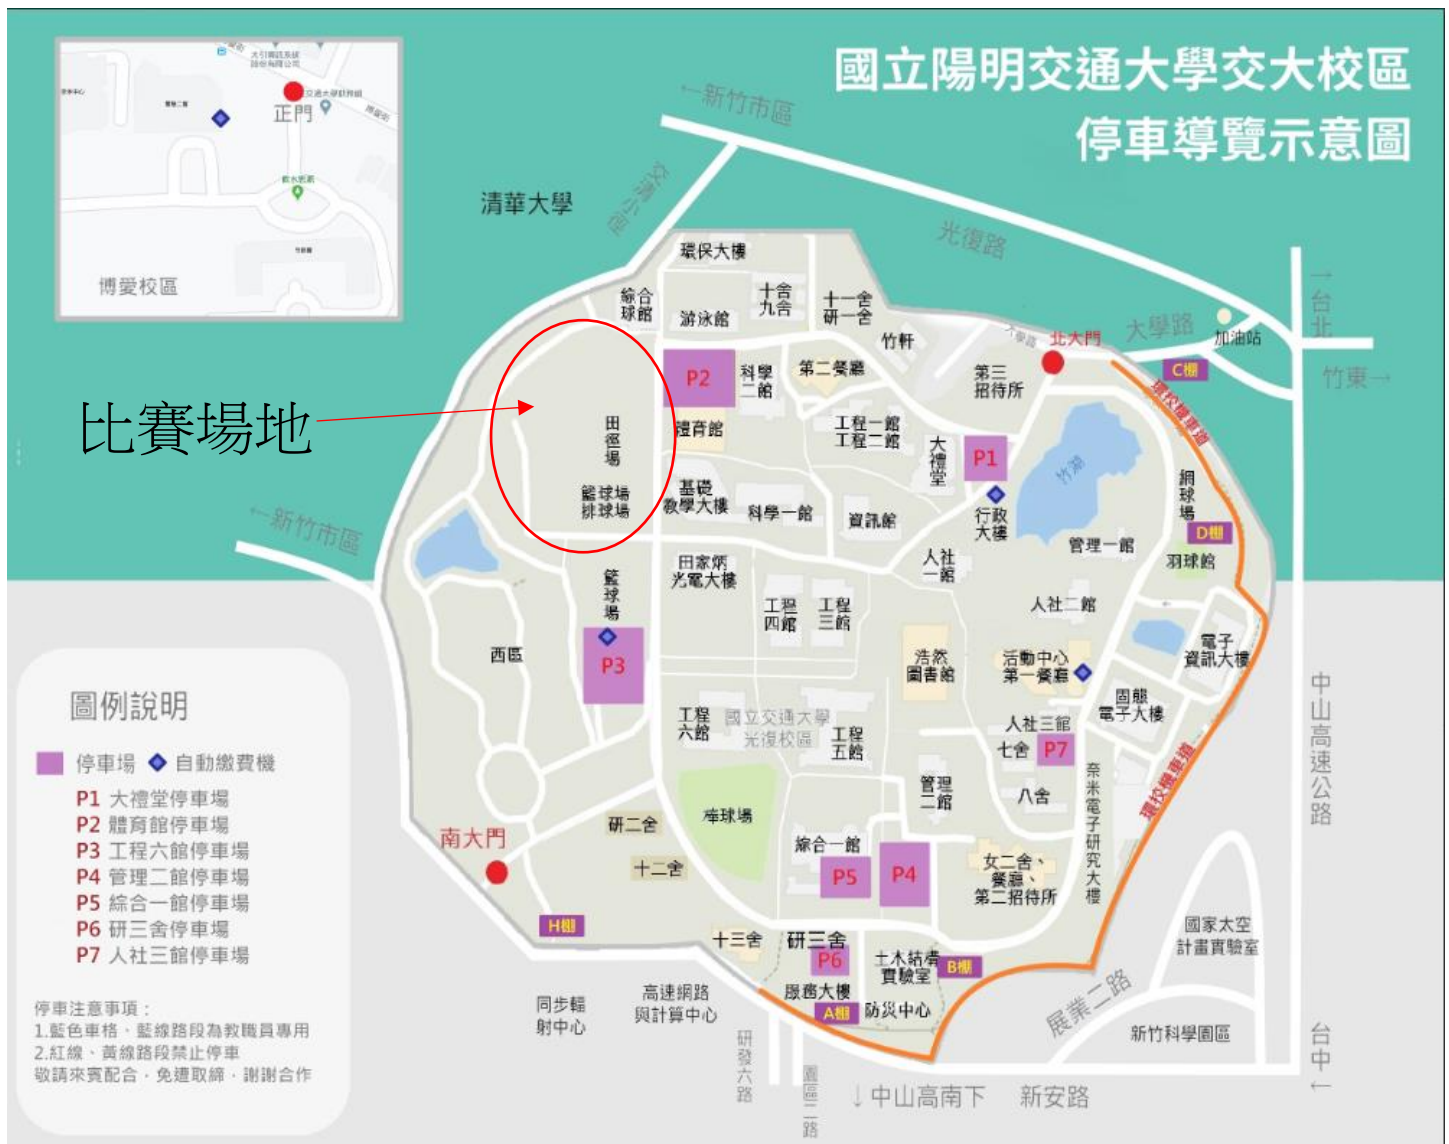 國立陽明交通大學交大校區
停車導覽示意圖
正門
博愛校區
←新竹市區
交清小徑
清華大學
光復路
→台北
大學路
加油站
竹東→
北大門
C棚
環校機車道
環保大樓
綜合
球館
游泳館
十舍
九舍
十一舍
研一舍
竹軒
第三
招待所
P2
科學
二館
第二餐廳
比賽場地
田徑場
體育館
工程一館
工程二館
大禮堂
P1
竹湖
網球場
籃球場
排球場
基礎
教學大樓
科學一館
資訊館
行政
大樓
管理一館
D棚
羽球館
←新竹市區
田家炳
光電大樓
人社
一館
籃球場
工程
四館
工程
三館
人社二館
西區
P3
浩然
圖書館
活動中心
第一餐廳
電子
資訊大樓
固態
電子大樓
工程
六館
國立交通大學
光復校區
工程
五館
人社三館
七舍
P7
中山高速公路
管理
二館
八舍
奈米電子研究大樓
環校機車道
棒球場
研二舍
南大門
十二舍
綜合一館
P5
P4
女二舍、
餐廳、
第二招待所
H棚
十三舍
研三舍
P6
土木結構
實驗室
B棚
國家太空
計畫實驗室
服務大樓
A棚
防災中心
同步輻
射中心
高速網路
與計算中心
展業二路
新竹科學園區
研發六路
園區二路
↓中山高南下
新安路
台中←
圖例說明
停車場
自動繳費機
P1 大禮堂停車場
P2 體育館停車場
P3 工程六館停車場
P4 管理二館停車場
P5 綜合一館停車場
P6 研三舍停車場
P7 人社三館停車場
停車注意事項：
1.藍色車格、藍線路段為教職員專用
2.紅線、黃線路段禁止停車
敬請來賓配合，免遭取締，謝謝合作